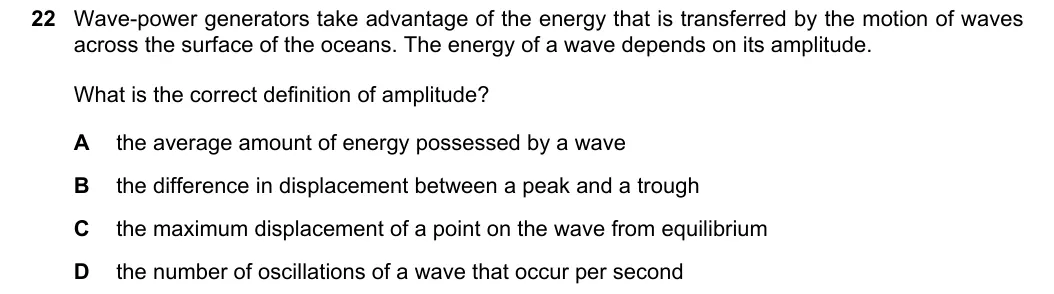 22 Wave-power generators take advantage of the energy that is transferred by the motion of waves
across the surface of the oceans. The energy of a wave depends on its amplitude.
What is the correct definition of amplitude?
A the average amount of energy possessed by a wave
B the difference in displacement between a peak and a trough
C the maximum displacement of a point on the wave from equilibrium
D the number of oscillations of a wave that occur per second